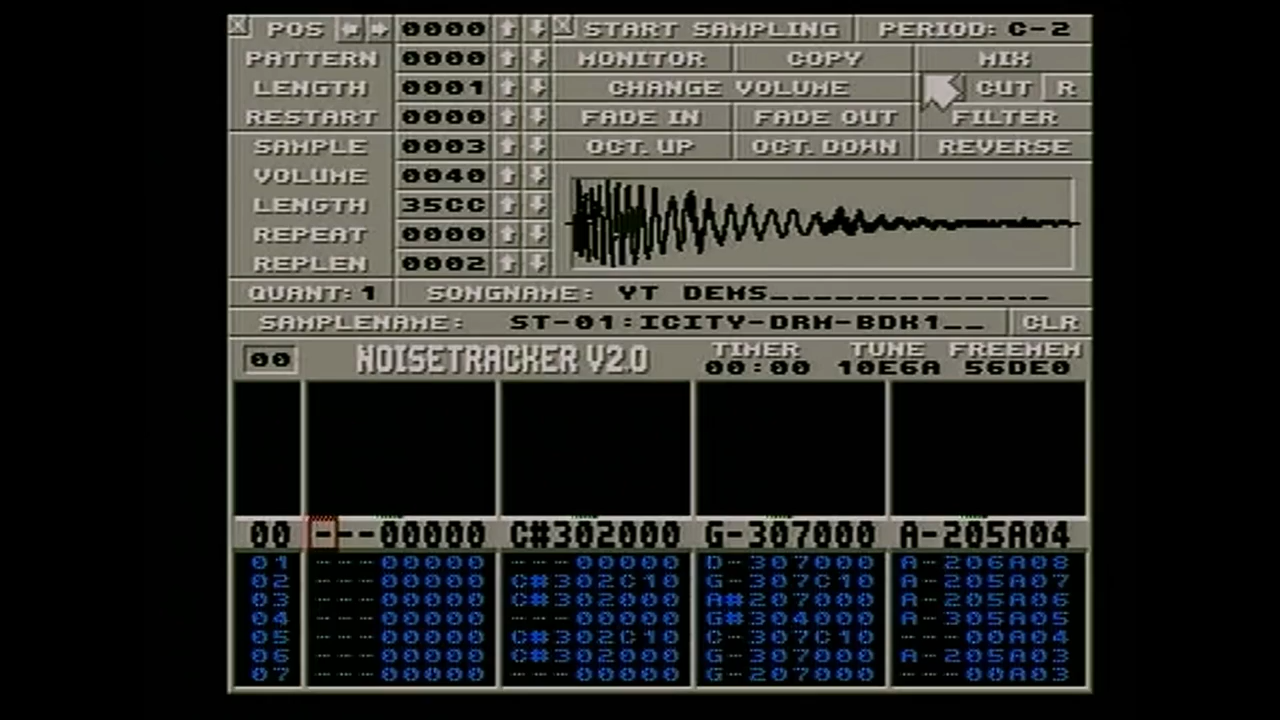 POS 0000 START SAMPLING PERIOD: C-2
PATTERN 0000 MONITOR COPY MIX
LENGTH 0001 CHANGE VOLUME CUT R
RESTART 0000 FADE IN FADE OUT FILTER
SAMPLE 0003 OCT. UP OCT. DOWN REVERSE
VOLUME 0040
LENGTH 35CC
REPEAT 0000
REPLEN 0002
QUANT: 1 SONGNAME: YT DEMS_____________
SAMPLENAME: ST-01:ICITY-DRM-BDK1__ CLR
00 NOISETRACKER V2.0 TIMER TUNE FREEMEM
00:00 10E6A 56DE0
00 ---00000 C#302000 G-307000 A-205A04
01 ---00000 ---00000 D-307000 A-206A08
02 ---00000 C#302C10 G-307C10 A-205A07
03 ---00000 C#302000 A#207000 A-205A06
04 ---00000 ---00000 G#304000 A-305A05
05 ---00000 C#302C10 C-307C10 ---00A04
06 ---00000 C#302000 G-307000 A-205A03
07 ---00000 ---00000 G-207000 ---00A03